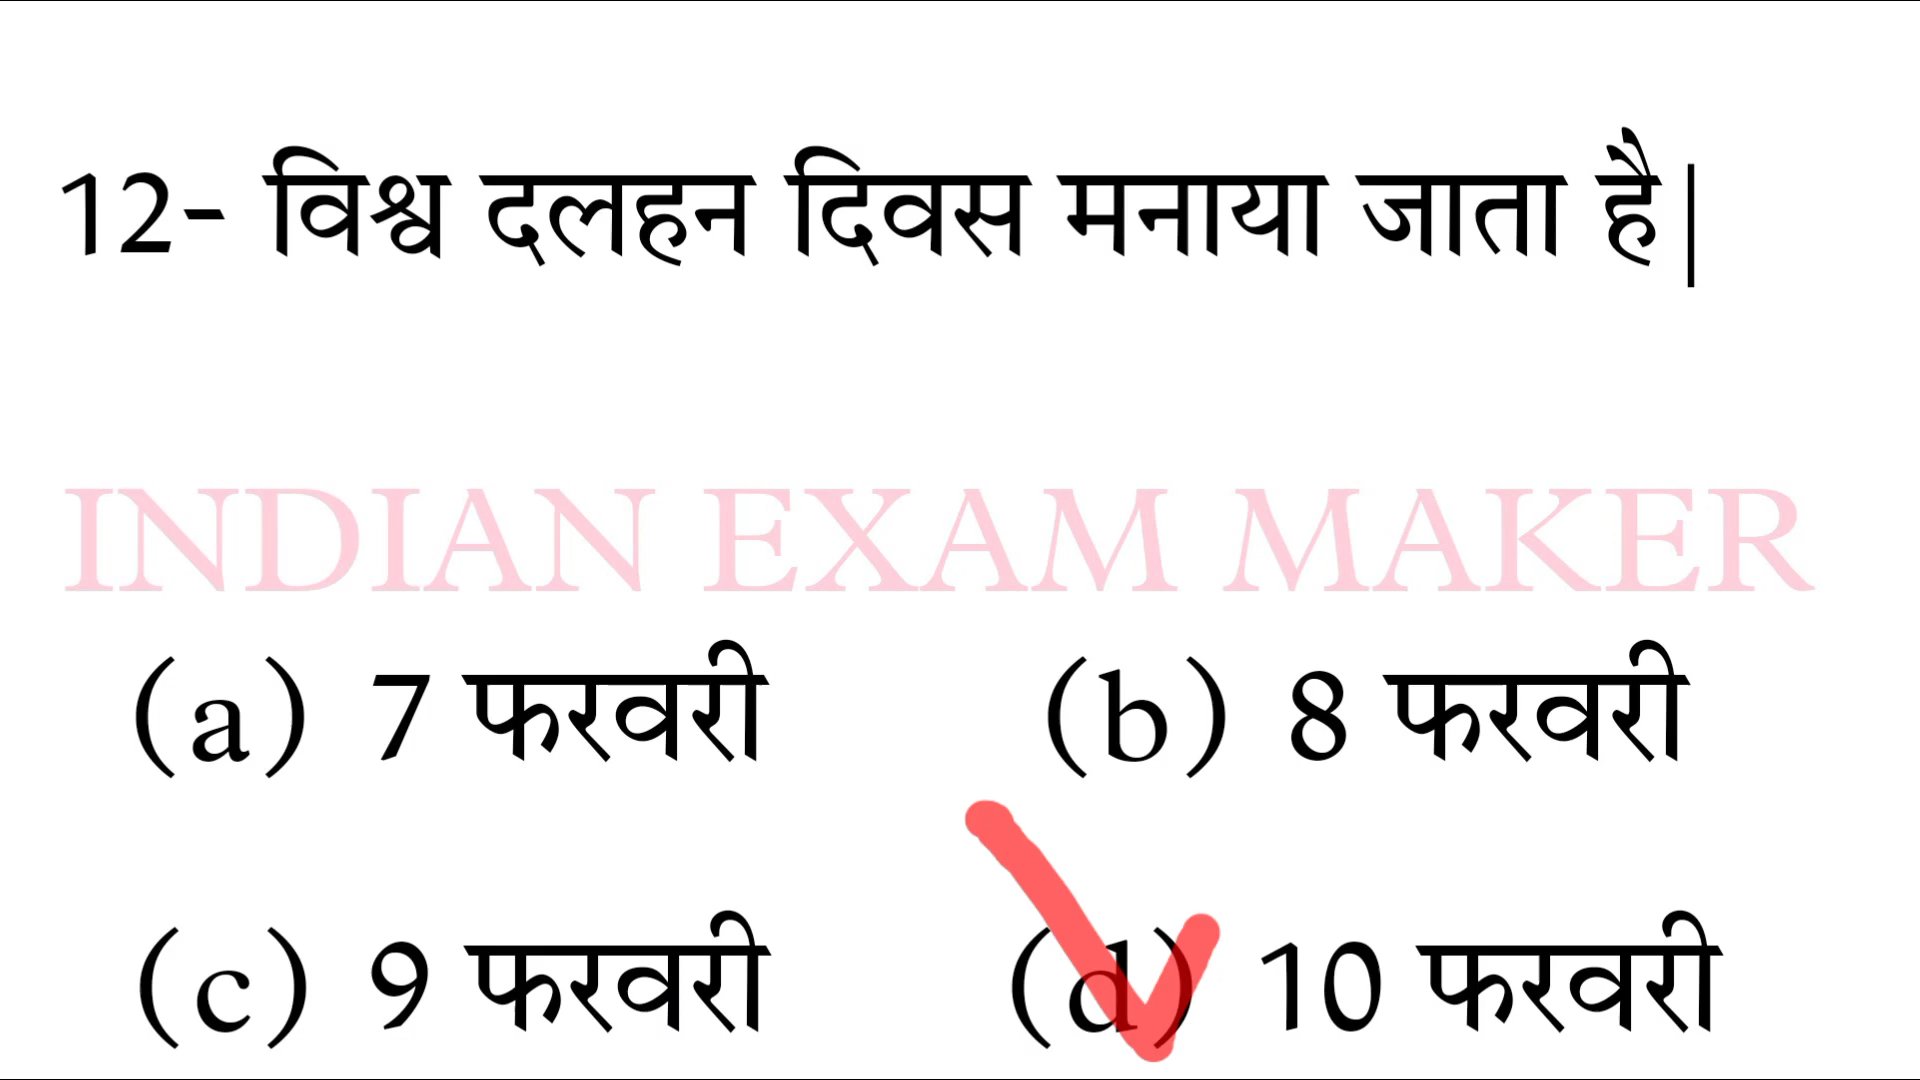 12- विश्व दलहन दिवस मनाया जाता है|
INDIAN EXAM MAKER
(a) 7 फरवरी (b) 8 फरवरी
(c) 9 फरवरी (d) 10 फरवरी